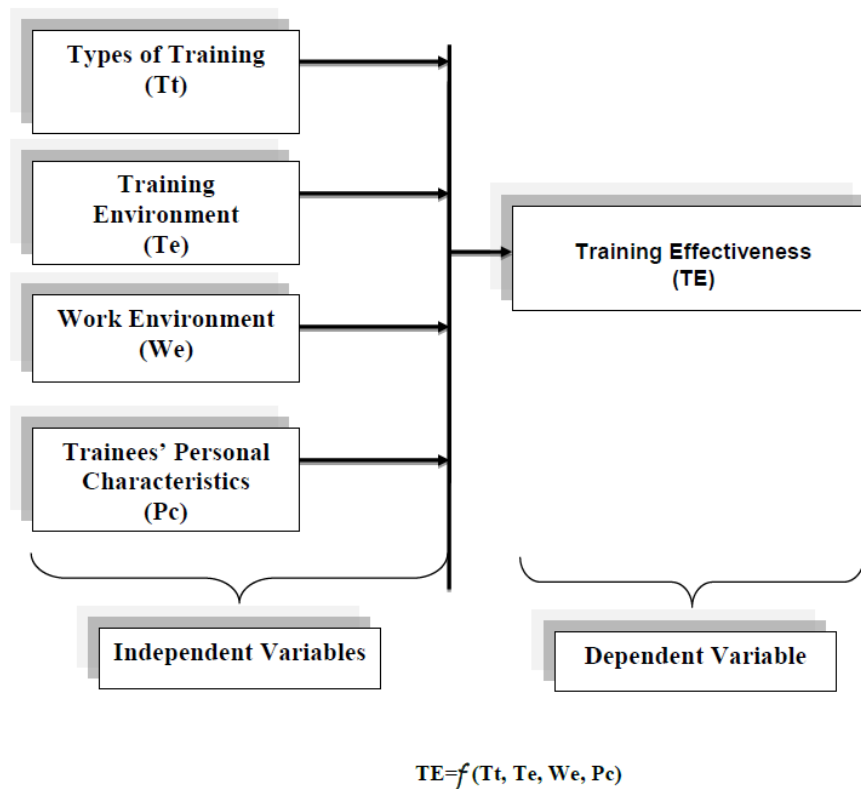 Types of Training
(Tt)
Training
Environment
(Te)
Work Environment
(We)
Trainees’ Personal
Characteristics
(Pc)
Training Effectiveness
(TE)
Independent Variables
Dependent Variable
TE=f(Tt, Te, We, Pc)